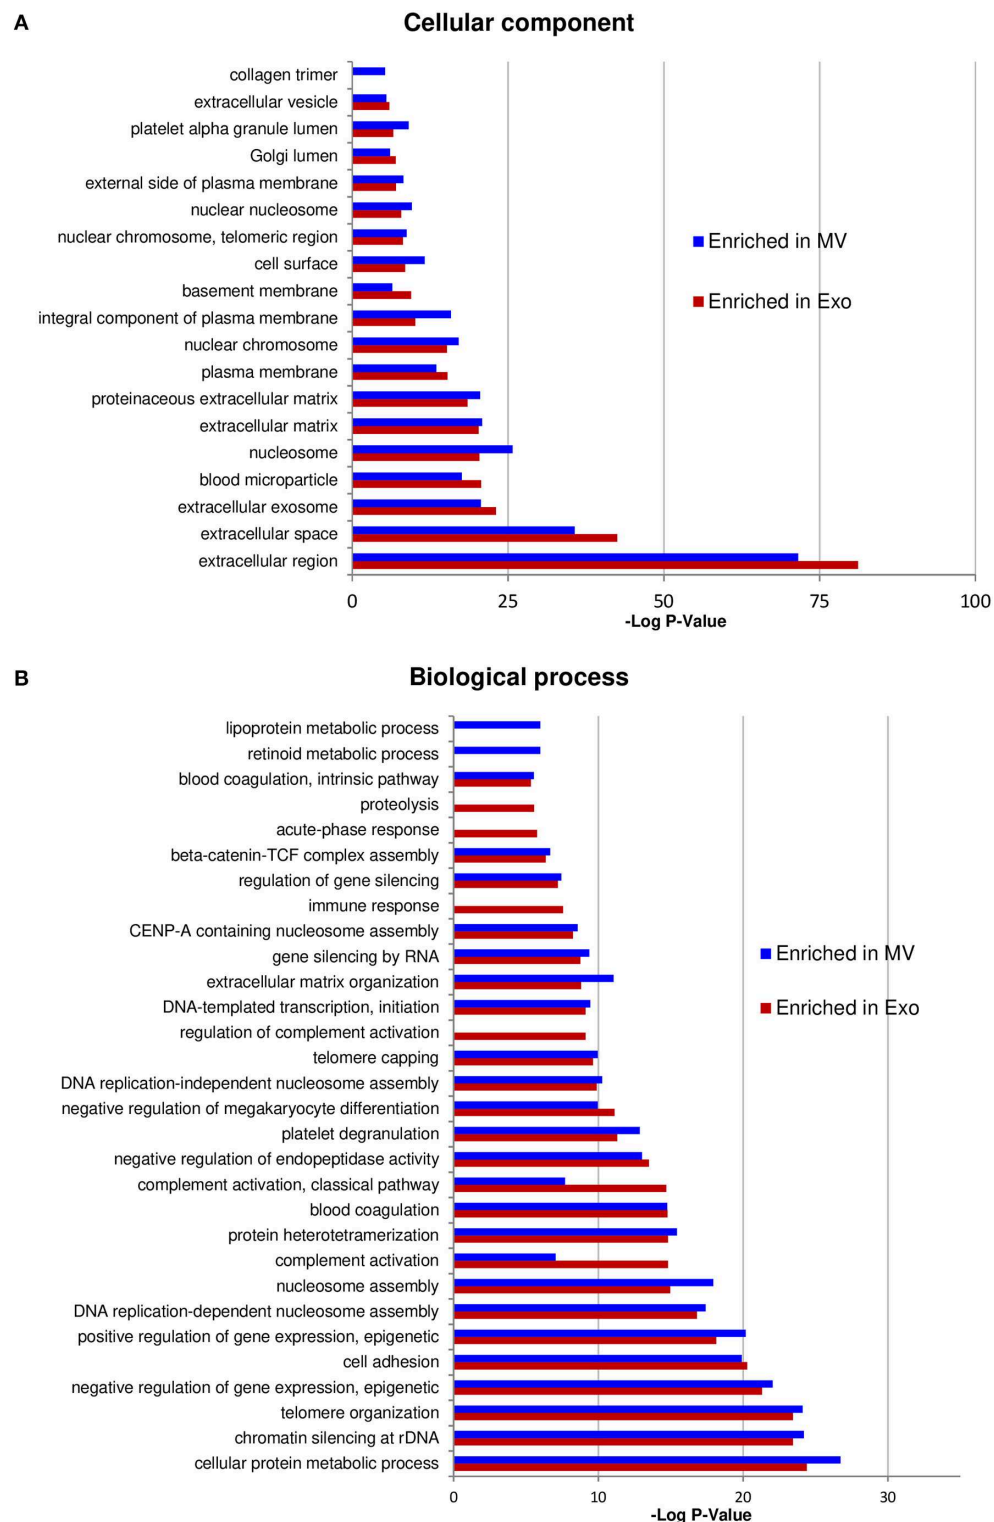 A
Cellular component
collagen trimer
extracellular vesicle
platelet alpha granule lumen
Golgi lumen
external side of plasma membrane
nuclear nucleosome
nuclear chromosome, telomeric region
cell surface
basement membrane
integral component of plasma membrane
nuclear chromosome
plasma membrane
proteinaceous extracellular matrix
extracellular matrix
nucleosome
blood microparticle
extracellular exosome
extracellular space
extracellular region
Enriched in MV
Enriched in Exo
0 25 50 75 100
-Log P-Value
B
Biological process
lipoprotein metabolic process
retinoid metabolic process
blood coagulation, intrinsic pathway
proteolysis
acute-phase response
beta-catenin-TCF complex assembly
regulation of gene silencing
immune response
CENP-A containing nucleosome assembly
gene silencing by RNA
extracellular matrix organization
DNA-templated transcription, initiation
regulation of complement activation
telomere capping
DNA replication-independent nucleosome assembly
negative regulation of megakaryocyte differentiation
platelet degranulation
negative regulation of endopeptidase activity
complement activation, classical pathway
blood coagulation
protein heterotetramerization
complement activation
nucleosome assembly
DNA replication-dependent nucleosome assembly
positive regulation of gene expression, epigenetic
cell adhesion
negative regulation of gene expression, epigenetic
telomere organization
chromatin silencing at rDNA
cellular protein metabolic process
Enriched in MV
Enriched in Exo
0 10 20 30
-Log P-Value